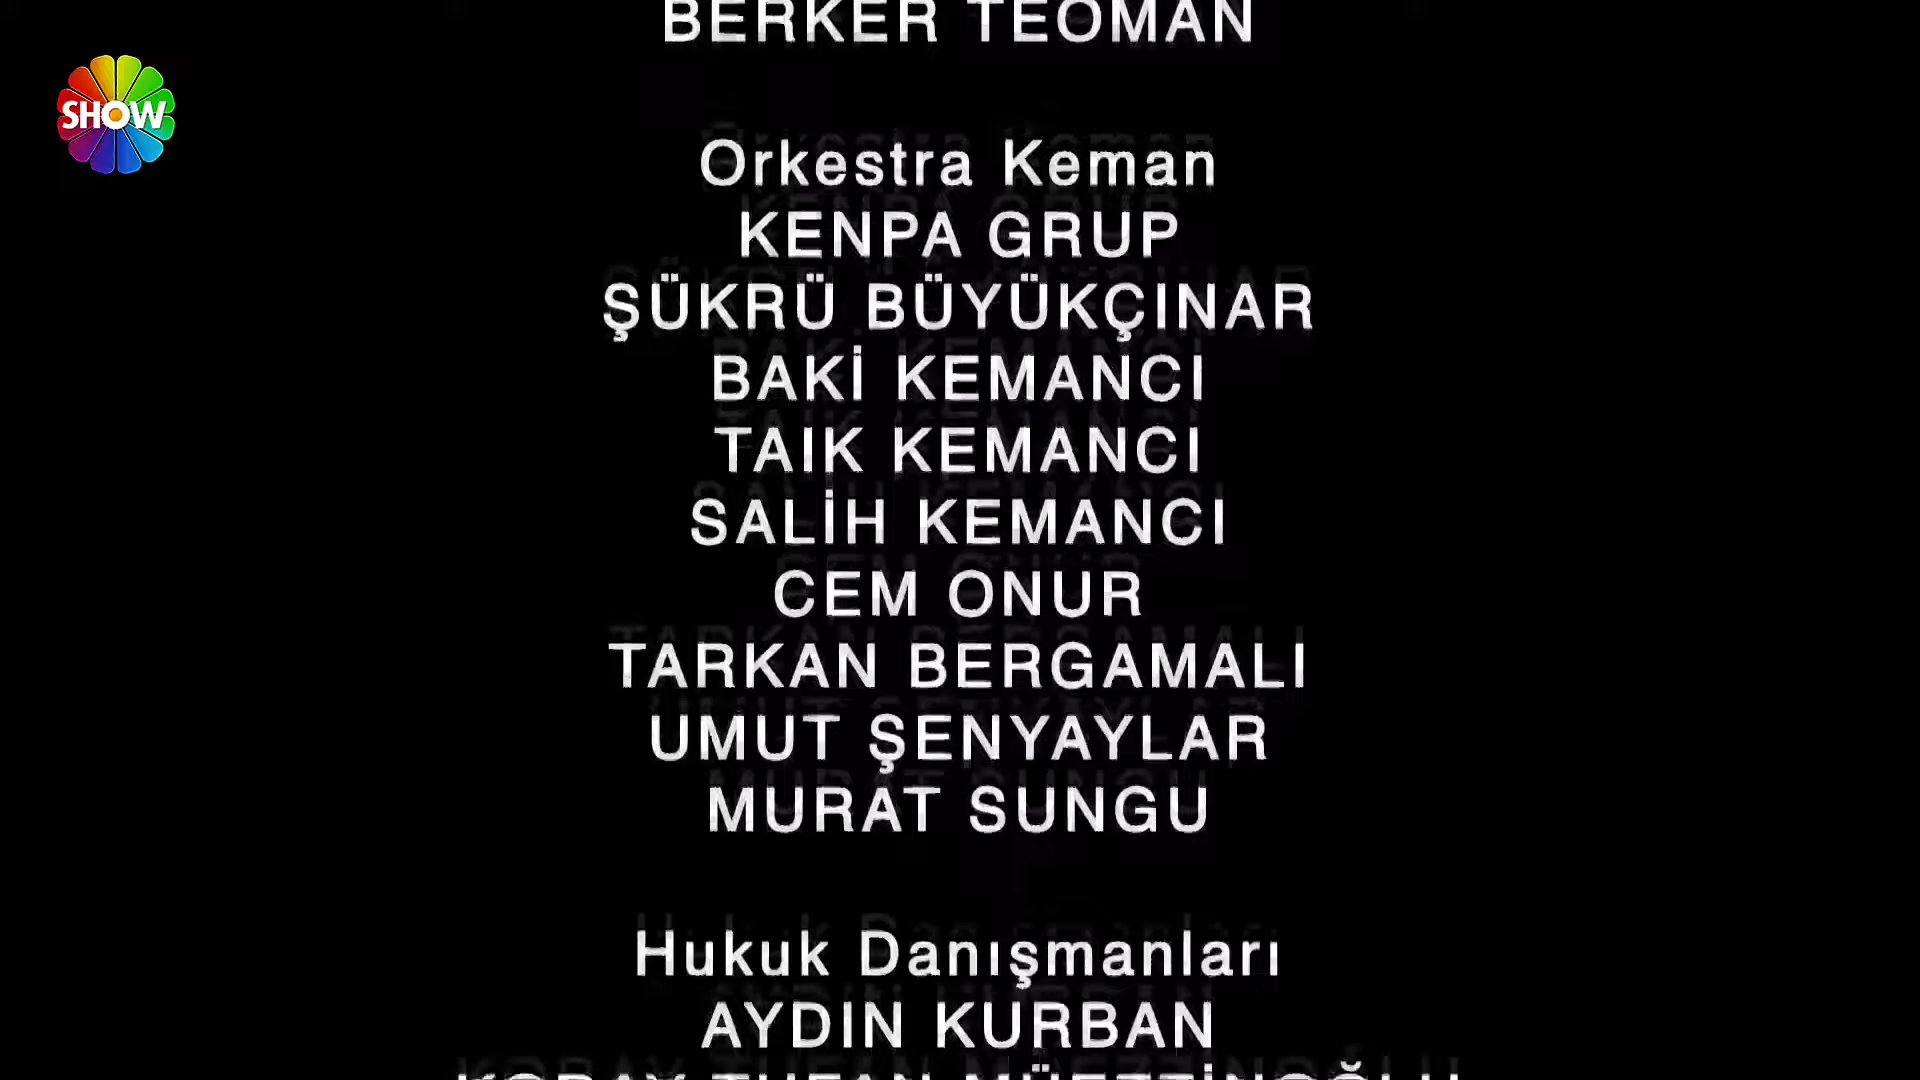 BERKER TEOMAN
SHOW
Orkestra Keman
KENPA GRUP
ŞÜKRÜ BÜYÜKÇINAR
BAKİ KEMANCI
TAIK KEMANCI
SALİH KEMANCI
CEM ONUR
TARKAN BERGAMALI
UMUT ŞENYAYLAR
MURAT SUNGU
Hukuk Danışmanları
AYDIN KURBAN